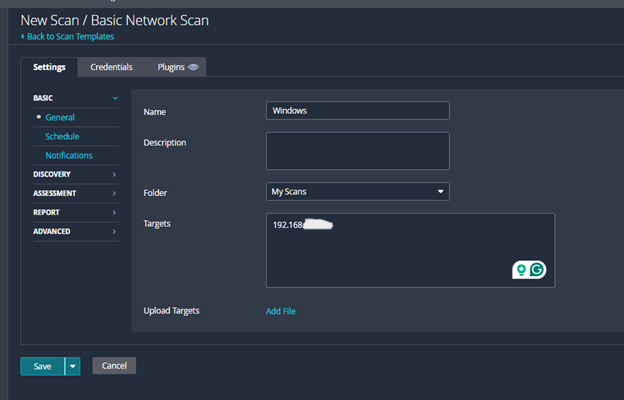 New Scan / Basic Network Scan
Back to Scan Templates
Settings Credentials Plugins
BASIC
General
Schedule
Notifications
DISCOVERY
ASSESSMENT
REPORT
ADVANCED
Name Windows
Description
Folder My Scans
Targets 192.168
Upload Targets Add File
Save Cancel